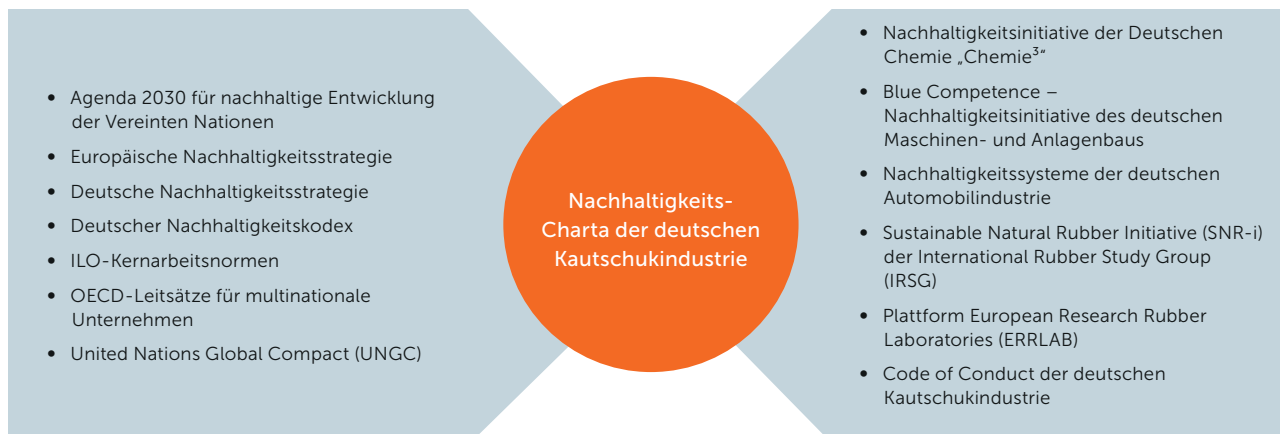 • Agenda 2030 für nachhaltige Entwicklung
der Vereinten Nationen
• Europäische Nachhaltigkeitsstrategie
• Deutsche Nachhaltigkeitsstrategie
• Deutscher Nachhaltigkeitskodex
• ILO-Kernarbeitsnormen
• OECD-Leitsätze für multinationale
Unternehmen
• United Nations Global Compact (UNGC)
Nachhaltigkeits-
Charta der deutschen
Kautschukindustrie
• Nachhaltigkeitsinitiative der Deutschen
Chemie „Chemie³“
• Blue Competence –
Nachhaltigkeitsinitiative des deutschen
Maschinen- und Anlagenbaus
• Nachhaltigkeitssysteme der deutschen
Automobilindustrie
• Sustainable Natural Rubber Initiative (SNR-i)
der International Rubber Study Group
(IRSG)
• Plattform European Research Rubber
Laboratories (ERRLAB)
• Code of Conduct der deutschen
Kautschukindustrie